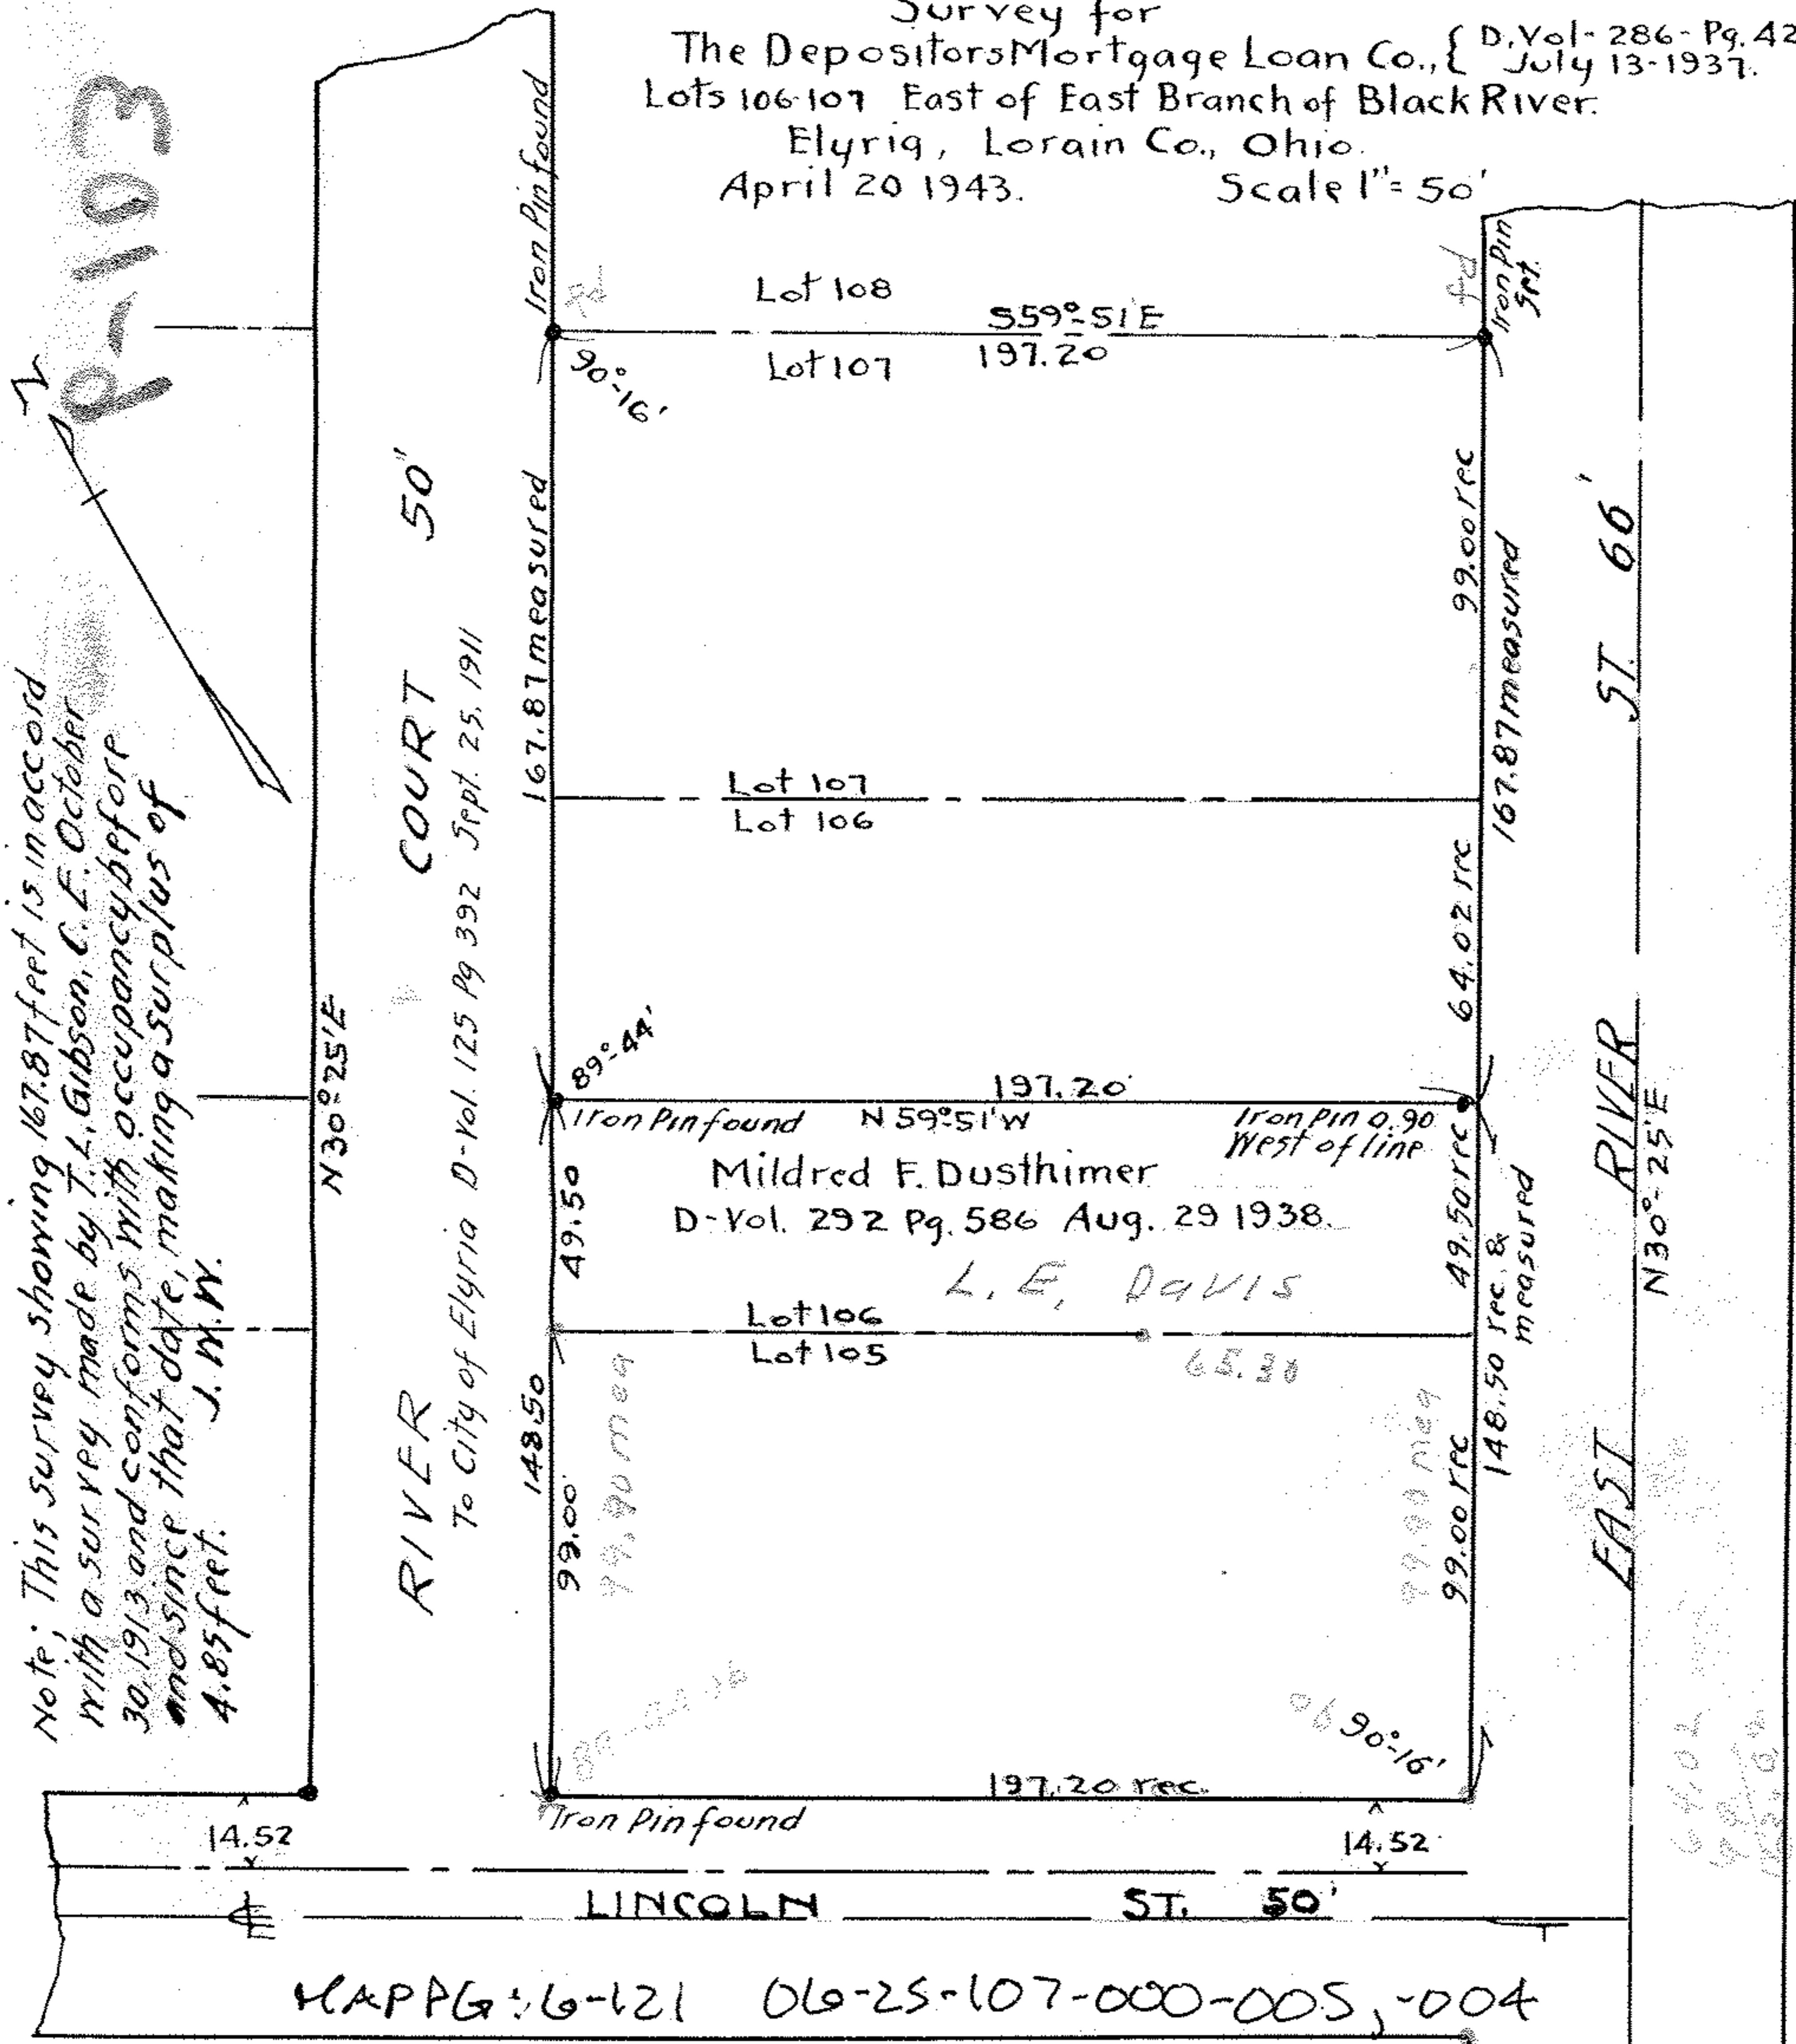 Survey for
The Depositors Mortgage Loan Co., { D. Vol- 286- Pg. 42
July 13-1937.
Lots 106-107 East of East Branch of Black River.
Elyria, Lorain Co., Ohio.
April 20 1943. Scale 1"= 50'
P-103
N
Iron Pin found
fd
Lot 108
S59°-51'E
fd
Iron Pin
Set.
Lot 107
197.20
90°-16'
50'
167.87 measured
99.00 rec
167.87 measured
ST. 66'
COURT
To City of Elyria D-Vol. 125 Pg 392 Sept. 25, 1911
Lot 107
Lot 106
64.02 rec
Note; This survey showing 167.87 feet is in accord
with a survey made by T. L. Gibson, C. E. October
30, 1913 and conforms with occupancy before
and since that date, making a surplus of
4.85 feet. J. W. W.
N 30°25'E
89°-44'
197.20'
Iron Pin found N 59°-51'W
Iron Pin 0.90
West of line
Mildred F. Dusthimer
D-Vol. 292 Pg. 586 Aug. 29 1938.
L. E. Davis
49.50
49.50 rec
148.50 rec. &
measured
RIVER
N 30°-25'E
Lot 106
Lot 105
65.30
RIVER
148.50
99.00'
99.00 rec
EAST
90°-16'
197.20 rec.
Iron Pin found
14.52
14.52
LINCOLN ST. 50'
MAPPG: 6-121 06-25-107-000-005, -004